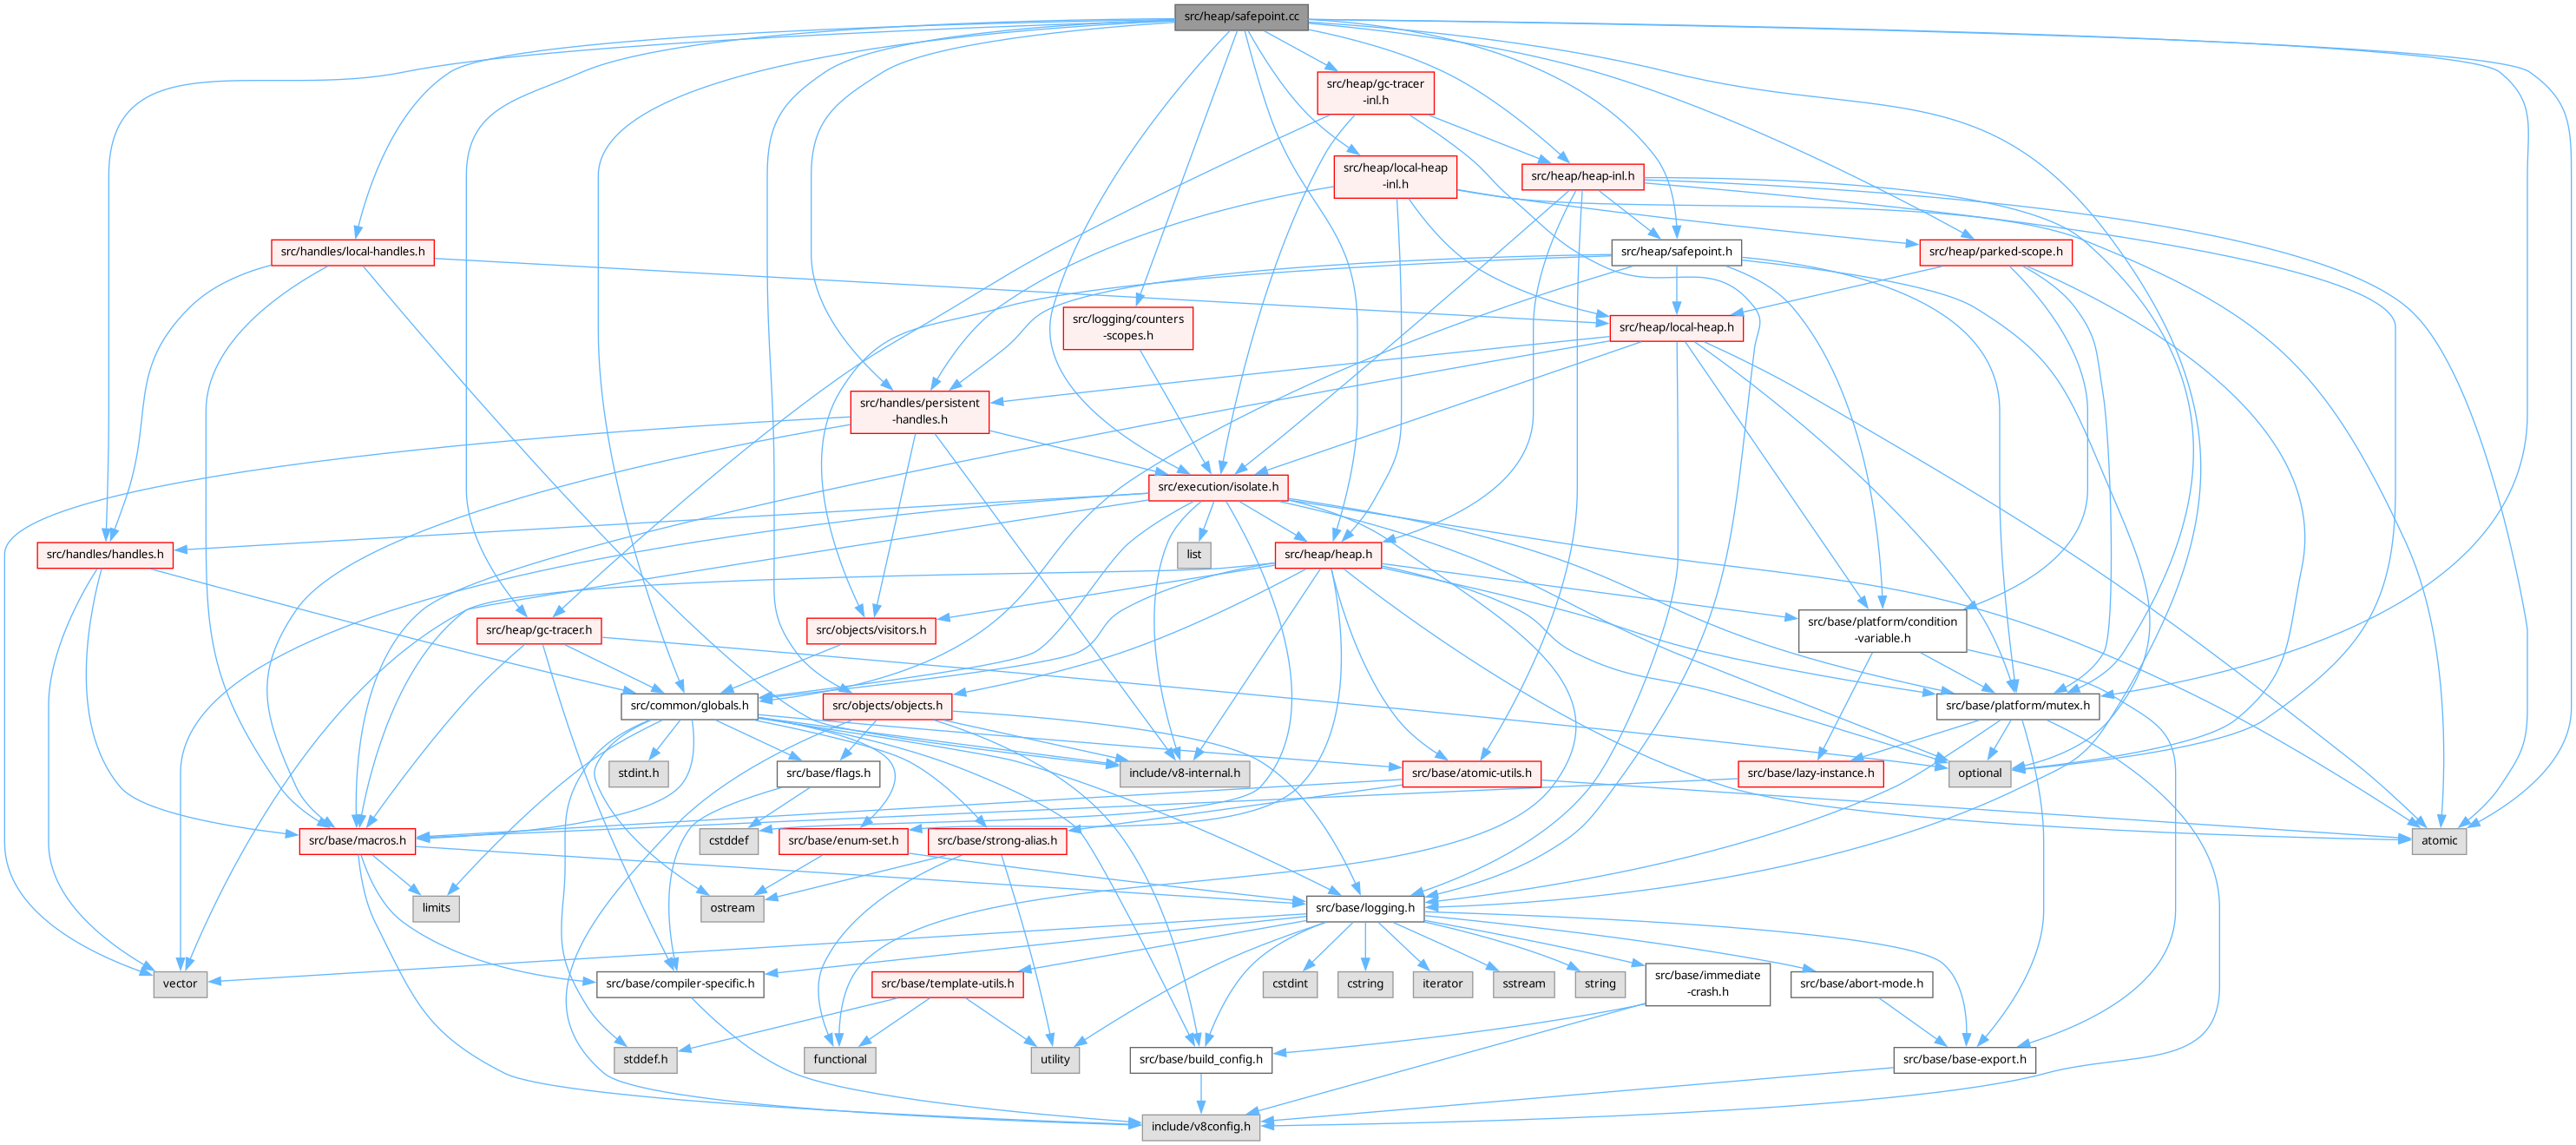 src/heap/safepoint.cc
src/heap/gc-tracer
-inl.h
src/heap/local-heap
-inl.h
src/heap/heap-inl.h
src/handles/local-handles.h
src/heap/safepoint.h
src/heap/parked-scope.h
src/logging/counters
-scopes.h
src/heap/local-heap.h
src/handles/persistent
-handles.h
src/execution/isolate.h
src/handles/handles.h
list
src/heap/heap.h
src/heap/gc-tracer.h
src/objects/visitors.h
src/base/platform/condition
-variable.h
src/common/globals.h
src/objects/objects.h
src/base/platform/mutex.h
stdint.h
src/base/flags.h
include/v8-internal.h
src/base/atomic-utils.h
src/base/lazy-instance.h
optional
src/base/macros.h
cstddef
src/base/enum-set.h
src/base/strong-alias.h
atomic
limits
ostream
src/base/logging.h
vector
src/base/compiler-specific.h
src/base/template-utils.h
cstdint
cstring
iterator
sstream
string
src/base/immediate
-crash.h
src/base/abort-mode.h
stddef.h
functional
utility
src/base/build_config.h
src/base/base-export.h
include/v8config.h